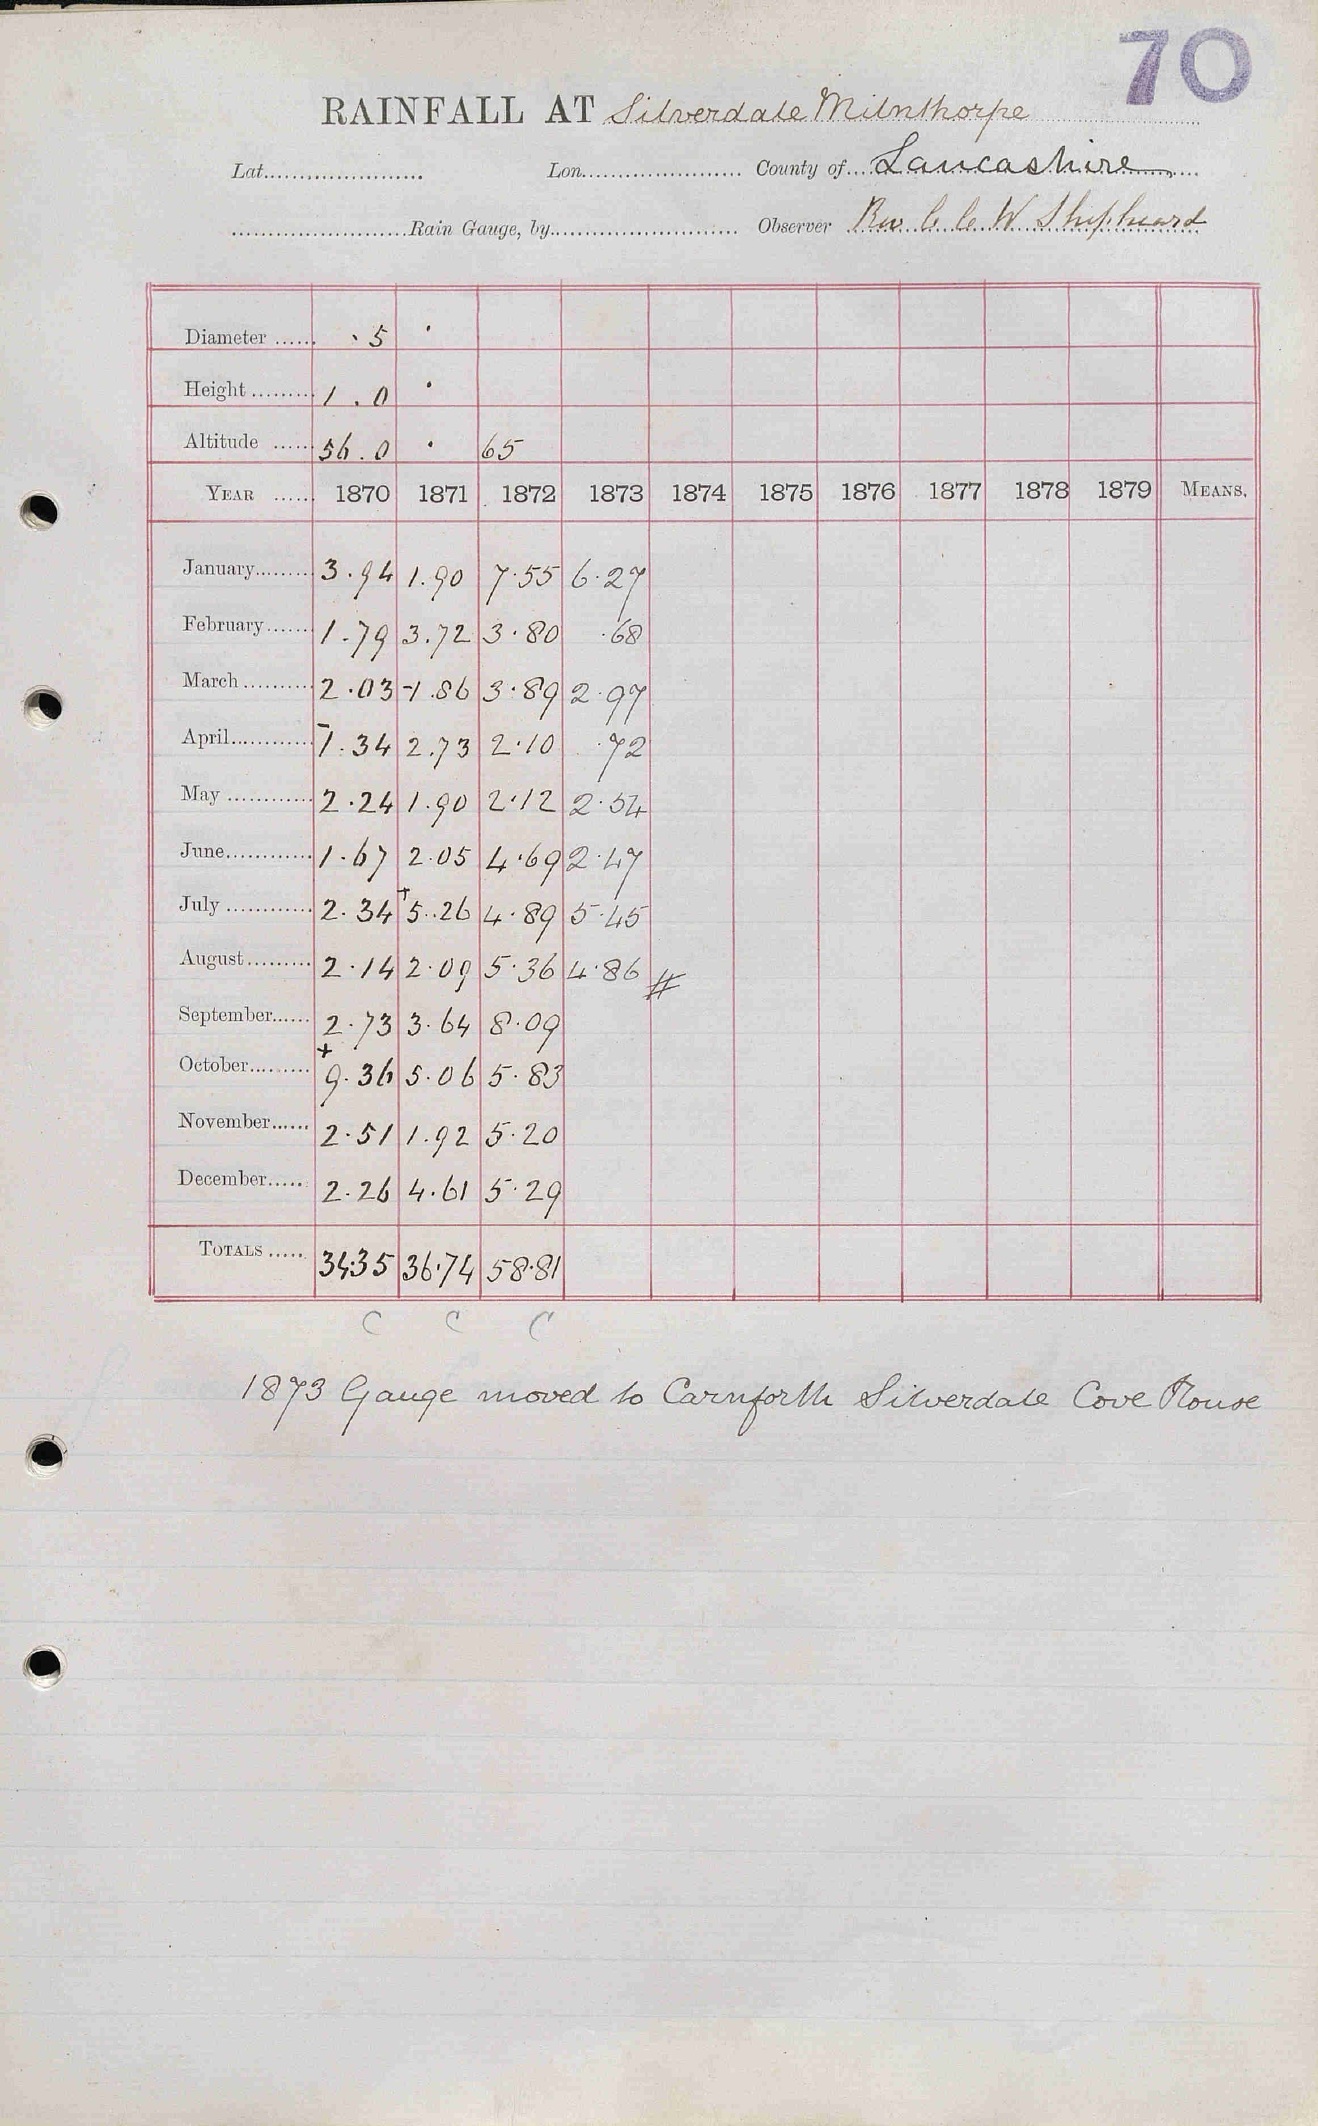 70
RAINFALL AT Silverdale Milnthorpe
Lat. Lon. County of Lancashire
Rain Gauge, by Observer Rev C. C. W Shepheard
Diameter ...... .5 .
Height ......... 1.0 .
Altitude ...... 56.0 . 65
YEAR ...... 1870 1871 1872 1873 1874 1875 1876 1877 1878 1879 MEANS.
January......... 3.94 1.90 7.55 6.27
February....... 1.79 3.72 3.80 .68
March.......... 2.03 -1.86 3.89 2.97
April............ -1.34 2.73 2.10 .72
May ............ 2.24 1.90 2.12 2.54
June............ 1.67 2.05 4.69 2.47
July ............ 2.34 +5.26 4.89 5.45
August......... 2.14 2.09 5.36 4.86 #
September...... 2.73 3.64 8.09
October......... +9.36 5.06 5.83
November...... 2.51 1.92 5.20
December..... 2.26 4.61 5.29
TOTALS ..... 34.35 36.74 58.81
C C C
1873 Gauge moved to Carnforth Silverdale Cove House